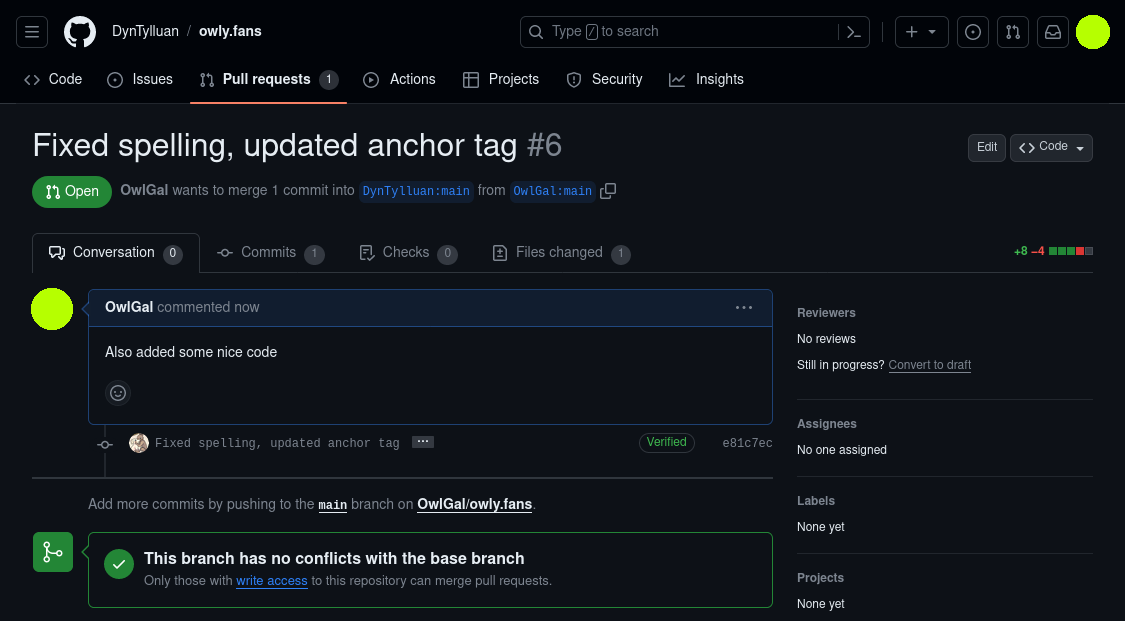 DynTylluan / owly.fans
Type / to search
Code
Issues
Pull requests 1
Actions
Projects
Security
Insights
Fixed spelling, updated anchor tag #6
Edit
Code
Open
OwlGal wants to merge 1 commit into DynTylluan:main from OwlGal:main
Conversation 0
Commits 1
Checks 0
Files changed 1
+8 −4
OwlGal commented now
Also added some nice code
Fixed spelling, updated anchor tag
Verified
e81c7ec
Add more commits by pushing to the main branch on OwlGal/owly.fans.
This branch has no conflicts with the base branch
Only those with write access to this repository can merge pull requests.
Reviewers
No reviews
Still in progress? Convert to draft
Assignees
No one assigned
Labels
None yet
Projects
None yet